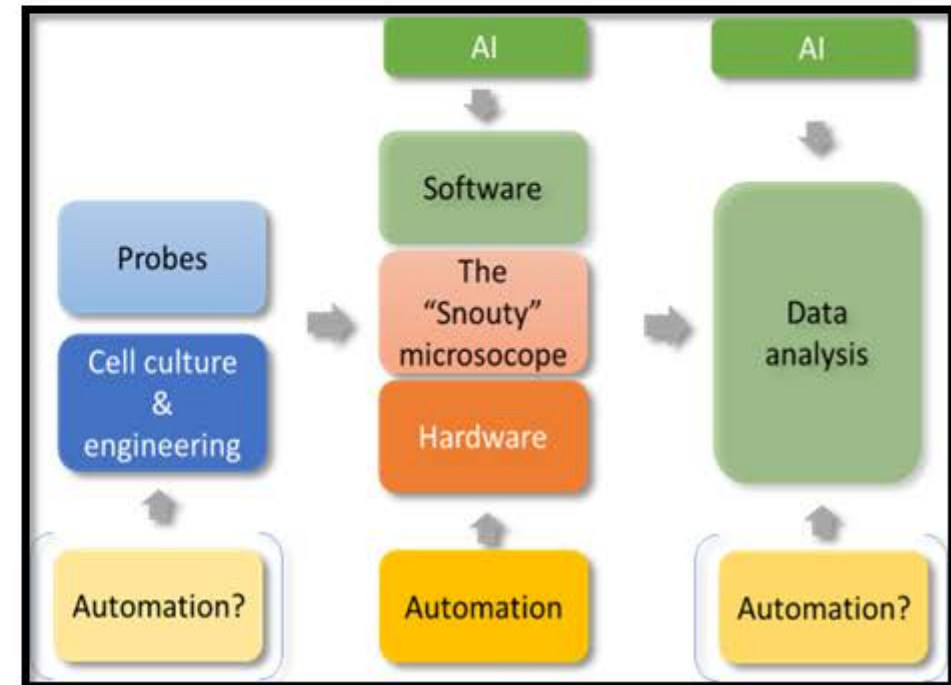 AI
AI
Software
Probes
The
“Snouty”
microsocope
Data
analysis
Cell culture
&
engineering
Hardware
Automation?
Automation
Automation?